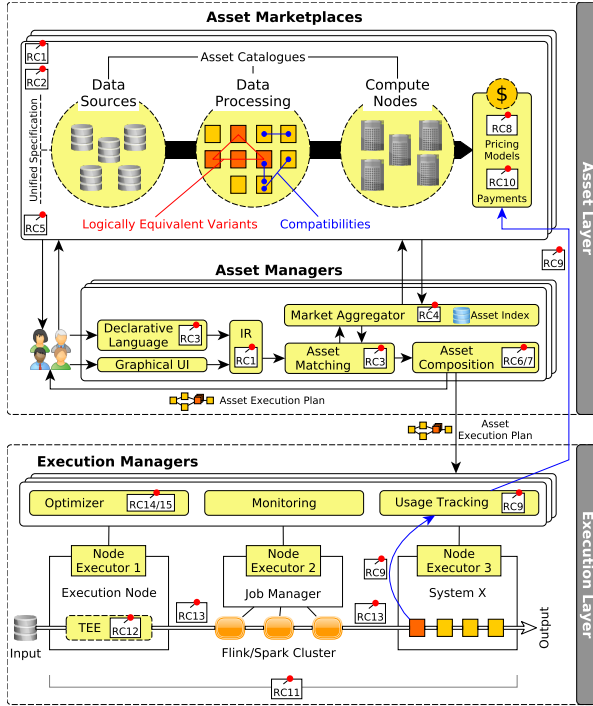 Asset Marketplaces
RC1
RC2
Unified Specification
RC5
Asset Catalogues
Data
Sources
Data
Processing
Compute
Nodes
$
RC8
Pricing
Models
RC10
Payments
Logically Equivalent Variants
Compatibilities
Asset Layer
RC9
Asset Managers
Market Aggregator
RC4
Asset Index
Declarative
Language
RC3
Graphical UI
IR
RC1
Asset
Matching
RC3
Asset
Composition
RC6/7
Asset Execution Plan
Asset
Execution Plan
Execution Managers
Optimizer
RC14/15
Monitoring
Usage Tracking
RC9
Node
Executor 1
Node
Executor 2
Node
Executor 3
Execution Node
Job Manager
System X
RC9
RC13
RC13
TEE
RC12
Input
Flink/Spark Cluster
Output
RC11
Execution Layer